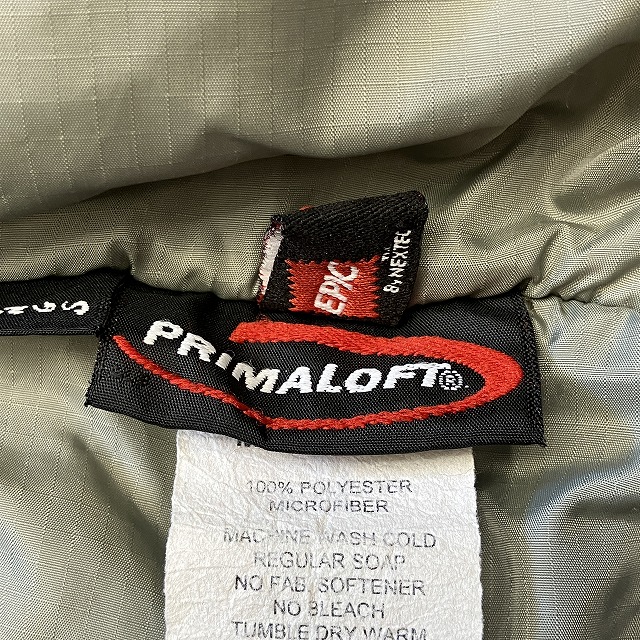 EPIC
™
By NEXTEC
PRIMALOFT®
100% POLYESTER
MICROFIBER
MACHINE WASH COLD
REGULAR SOAP
NO FAB. SOFTENER
NO BLEACH
TUMBLE DRY WARM